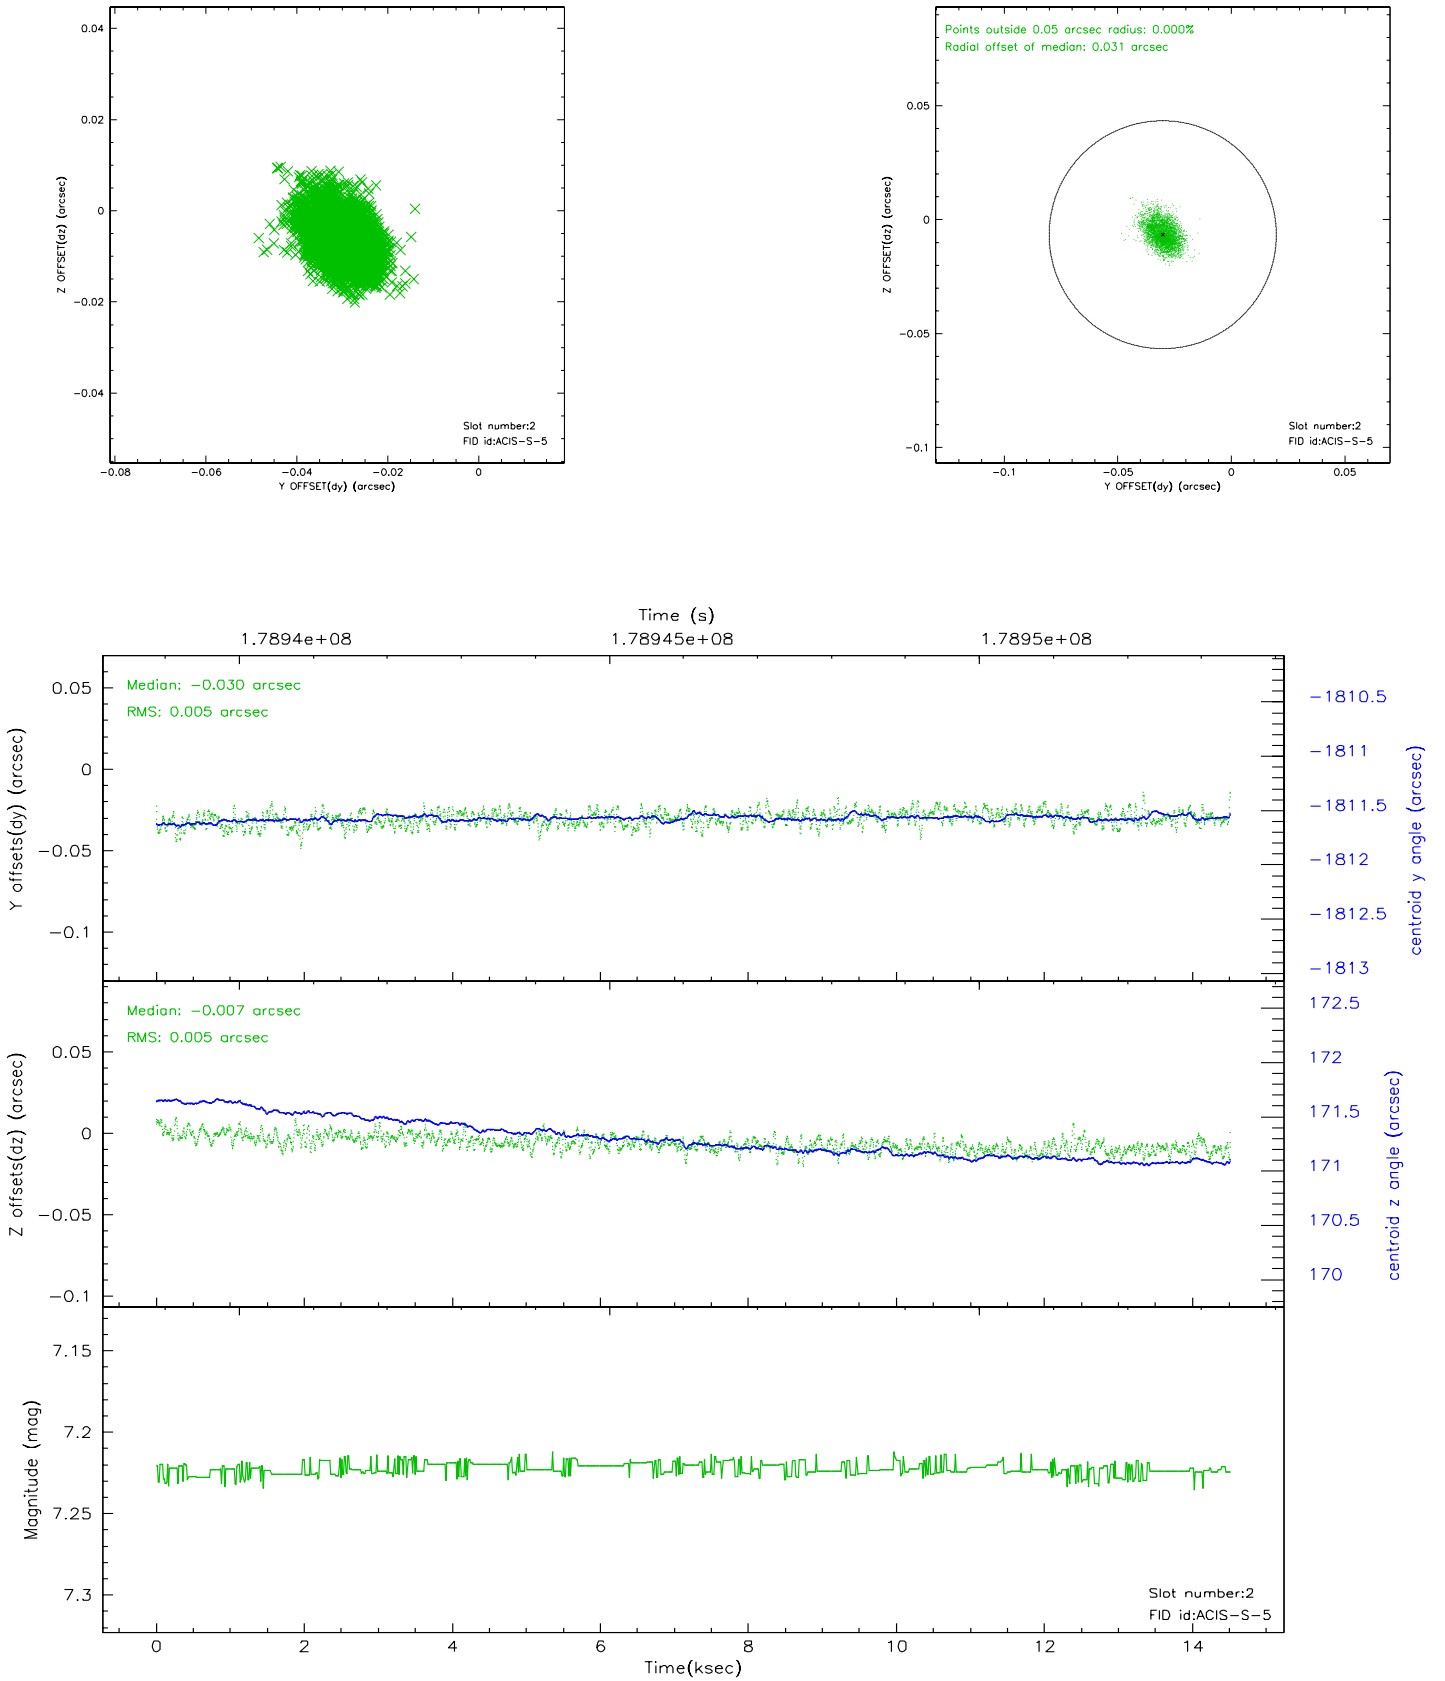 0.04
0.02
0
-0.02
-0.04
Z OFFSET(dz) (arcsec)
Slot number:2
FID id:ACIS-S-5
-0.08 -0.06 -0.04 -0.02 0
Y OFFSET(dy) (arcsec)
Points outside 0.05 arcsec radius: 0.000%
Radial offset of median: 0.031 arcsec
0.05
0
-0.05
-0.1
Z OFFSET(dz) (arcsec)
Slot number:2
FID id:ACIS-S-5
-0.1 -0.05 0 0.05
Y OFFSET(dy) (arcsec)
Time (s)
1.7894e+08 1.78945e+08 1.7895e+08
Median: -0.030 arcsec
RMS: 0.005 arcsec
0.05
0
-0.05
-0.1
Y offsets(dy) (arcsec)
-1810.5
-1811
-1811.5
-1812
-1812.5
-1813
centroid y angle (arcsec)
Median: -0.007 arcsec
RMS: 0.005 arcsec
0.05
0
-0.05
-0.1
Z offsets(dz) (arcsec)
172.5
172
171.5
171
170.5
170
centroid z angle (arcsec)
7.15
7.2
7.25
7.3
Magnitude (mag)
Slot number:2
FID id:ACIS-S-5
0 2 4 6 8 10 12 14
Time(ksec)